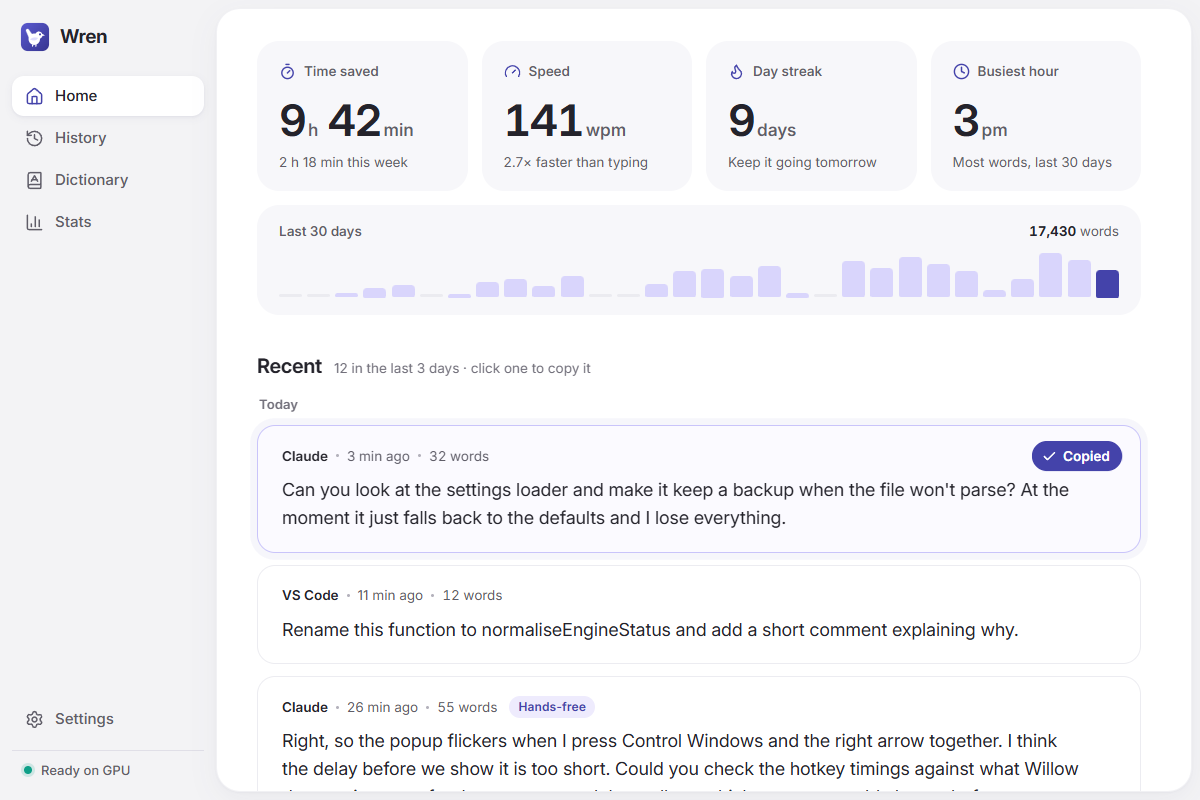 Wren
Home
History
Dictionary
Stats
Settings
Ready on GPU
Time saved
9h 42min
2 h 18 min this week
Speed
141wpm
2.7× faster than typing
Day streak
9days
Keep it going tomorrow
Busiest hour
3pm
Most words, last 30 days
Last 30 days
17,430 words
Recent 12 in the last 3 days · click one to copy it
Today
Claude • 3 min ago • 32 words
Copied
Can you look at the settings loader and make it keep a backup when the file won't parse? At the
moment it just falls back to the defaults and I lose everything.
VS Code • 11 min ago • 12 words
Rename this function to normaliseEngineStatus and add a short comment explaining why.
Claude • 26 min ago • 55 words Hands-free
Right, so the popup flickers when I press Control Windows and the right arrow together. I think
the delay before we show it is too short. Could you check the hotkey timings against what Willow